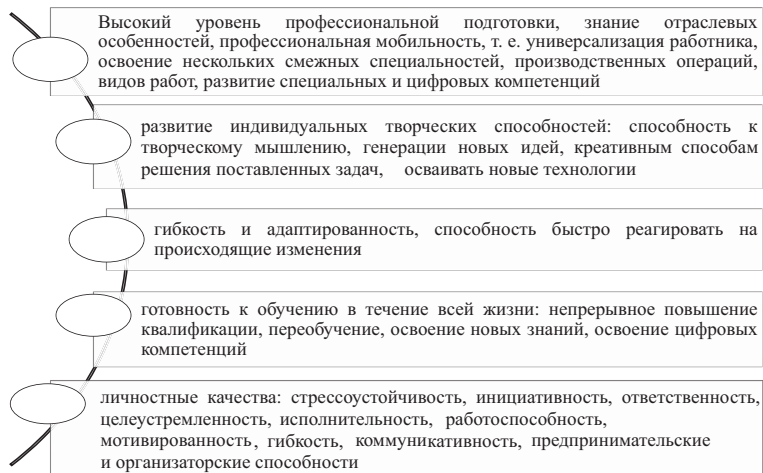 Высокий уровень профессиональной подготовки, знание отраслевых
особенностей, профессиональная мобильность, т. е. универсализация работника,
освоение нескольких смежных специальностей, производственных операций,
видов работ, развитие специальных и цифровых компетенций
развитие индивидуальных творческих способностей: способность к
творческому мышлению, генерации новых идей, креативным способам
решения поставленных задач, осваивать новые технологии
гибкость и адаптированность, способность быстро реагировать на
происходящие изменения
готовность к обучению в течение всей жизни: непрерывное повышение
квалификации, переобучение, освоение новых знаний, освоение цифровых
компетенций
личностные качества: стрессоустойчивость, инициативность, ответственность,
целеустремленность, исполнительность, работоспособность,
мотивированность, гибкость, коммуникативность, предпринимательские
и организаторские способности